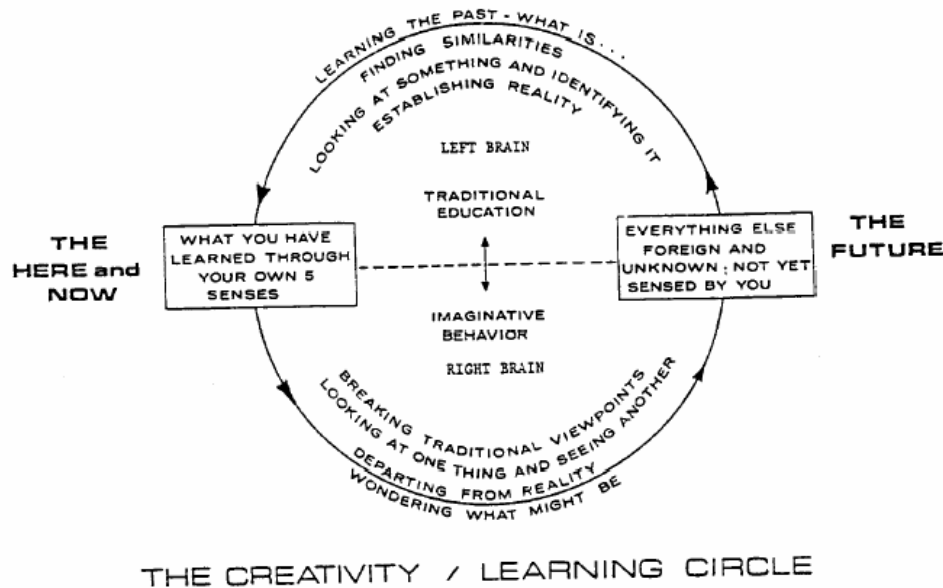 LEARNING THE PAST - WHAT IS...
FINDING SIMILARITIES
LOOKING AT SOMETHING AND IDENTIFYING IT
ESTABLISHING REALITY
LEFT BRAIN
TRADITIONAL
EDUCATION
THE
HERE and
NOW
WHAT YOU HAVE
LEARNED THROUGH
YOUR OWN 5
SENSES
EVERYTHING ELSE
FOREIGN AND
UNKNOWN; NOT YET
SENSED BY YOU
THE
FUTURE
IMAGINATIVE
BEHAVIOR
RIGHT BRAIN
BREAKING TRADITIONAL VIEWPOINTS
LOOKING AT ONE THING AND SEEING ANOTHER
DEPARTING FROM REALITY
WONDERING WHAT MIGHT BE
THE CREATIVITY / LEARNING CIRCLE